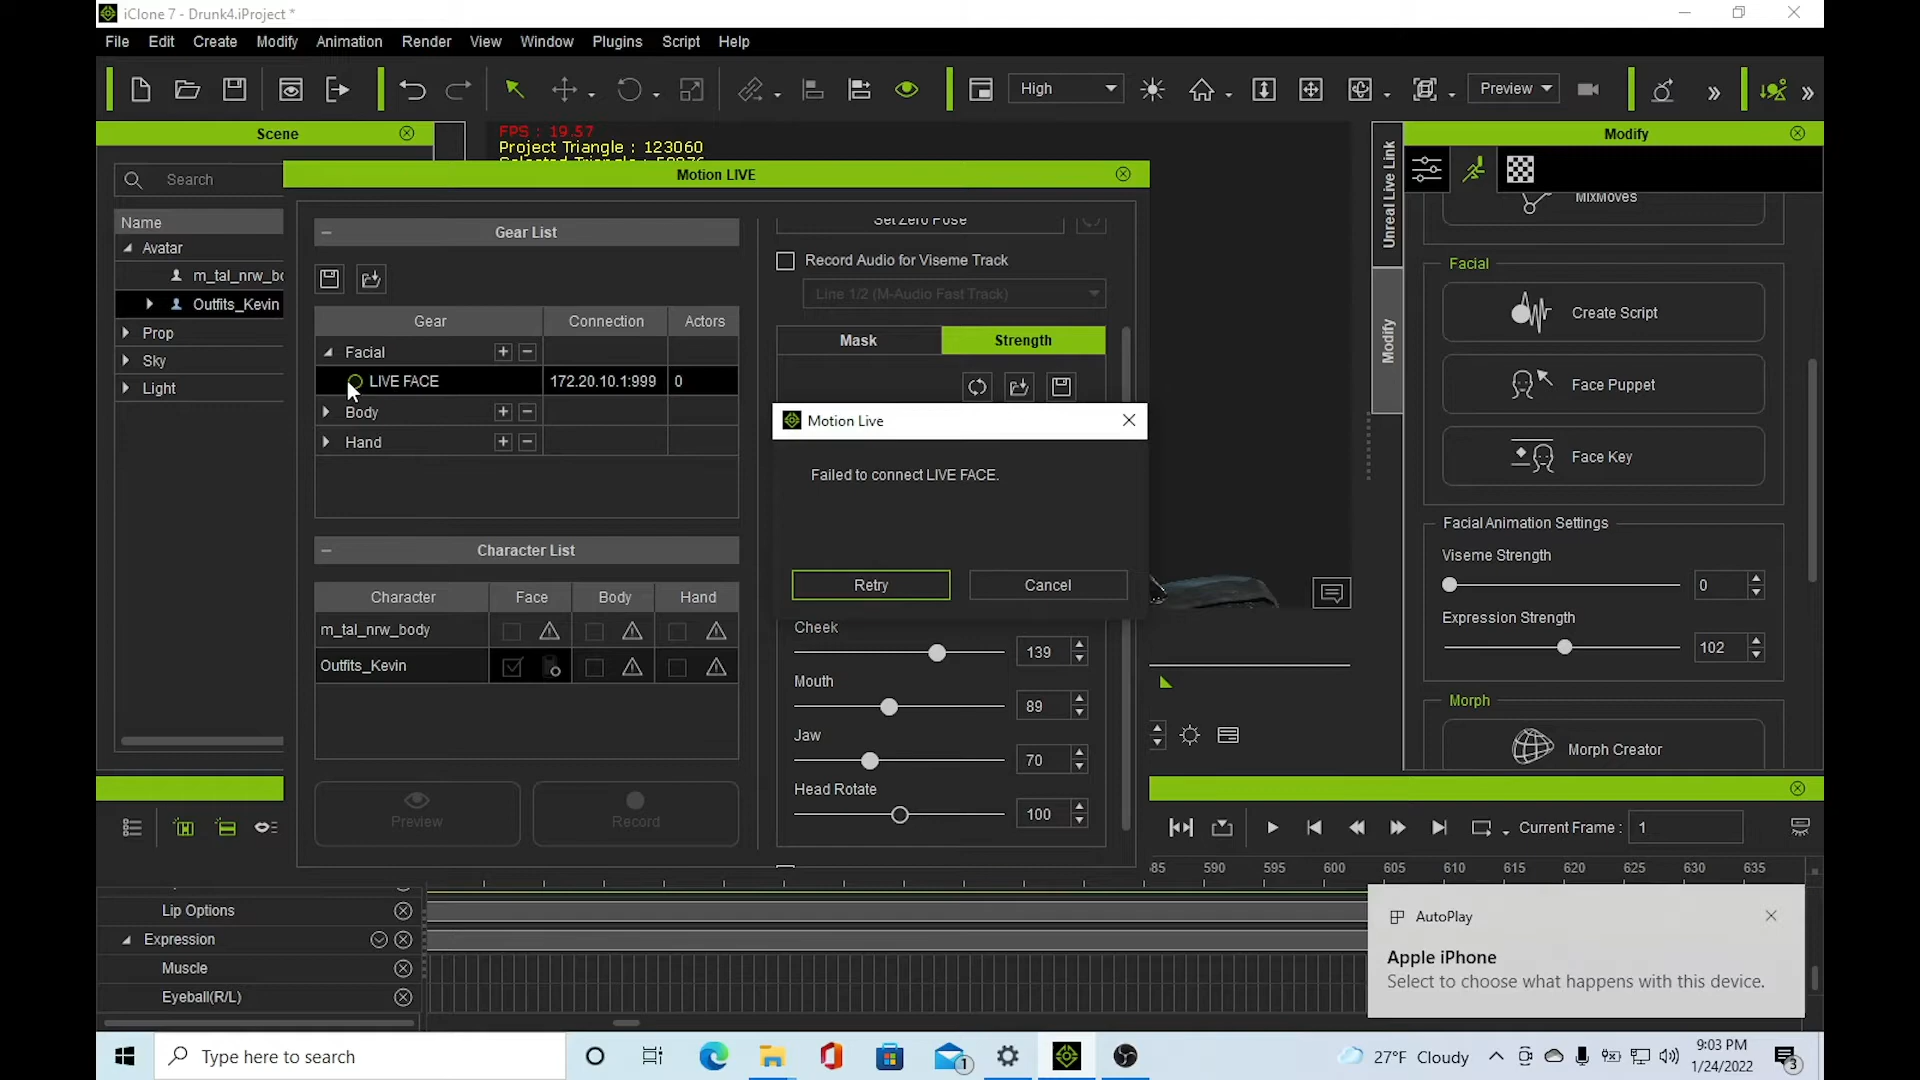 iClone 7 - Drunk4.iProject *
File Edit Create Modify Animation Render View Window Plugins Script Help
High
Preview
Scene
Search
Name
Avatar
m_tal_nrw_bo
Outfits_Kevin
Prop
Sky
Light
FPS : 19.57
Project Triangle : 123060
Motion LIVE
Gear List
Gear Connection Actors
Facial
LIVE FACE 172.20.10.1:999 0
Body
Hand
Character List
Character Face Body Hand
m_tal_nrw_body
Outfits_Kevin
Preview
Record
Set Zero Pose
Record Audio for Viseme Track
Line 1/2 (M-Audio Fast Track)
Mask Strength
Motion Live
Failed to connect LIVE FACE.
Retry Cancel
Cheek
139
Mouth
89
Jaw
70
Head Rotate
100
Unreal Live Link
Modify
Modify
MixMoves
Facial
Create Script
Face Puppet
Face Key
Facial Animation Settings
Viseme Strength
0
Expression Strength
102
Morph
Morph Creator
Current Frame : 1
85 590 595 600 605 610 615 620 625 630 635
Lip Options
Expression
Muscle
Eyeball(R/L)
AutoPlay
Apple iPhone
Select to choose what happens with this device.
Type here to search
1
27°F Cloudy
9:03 PM
1/24/2022
3